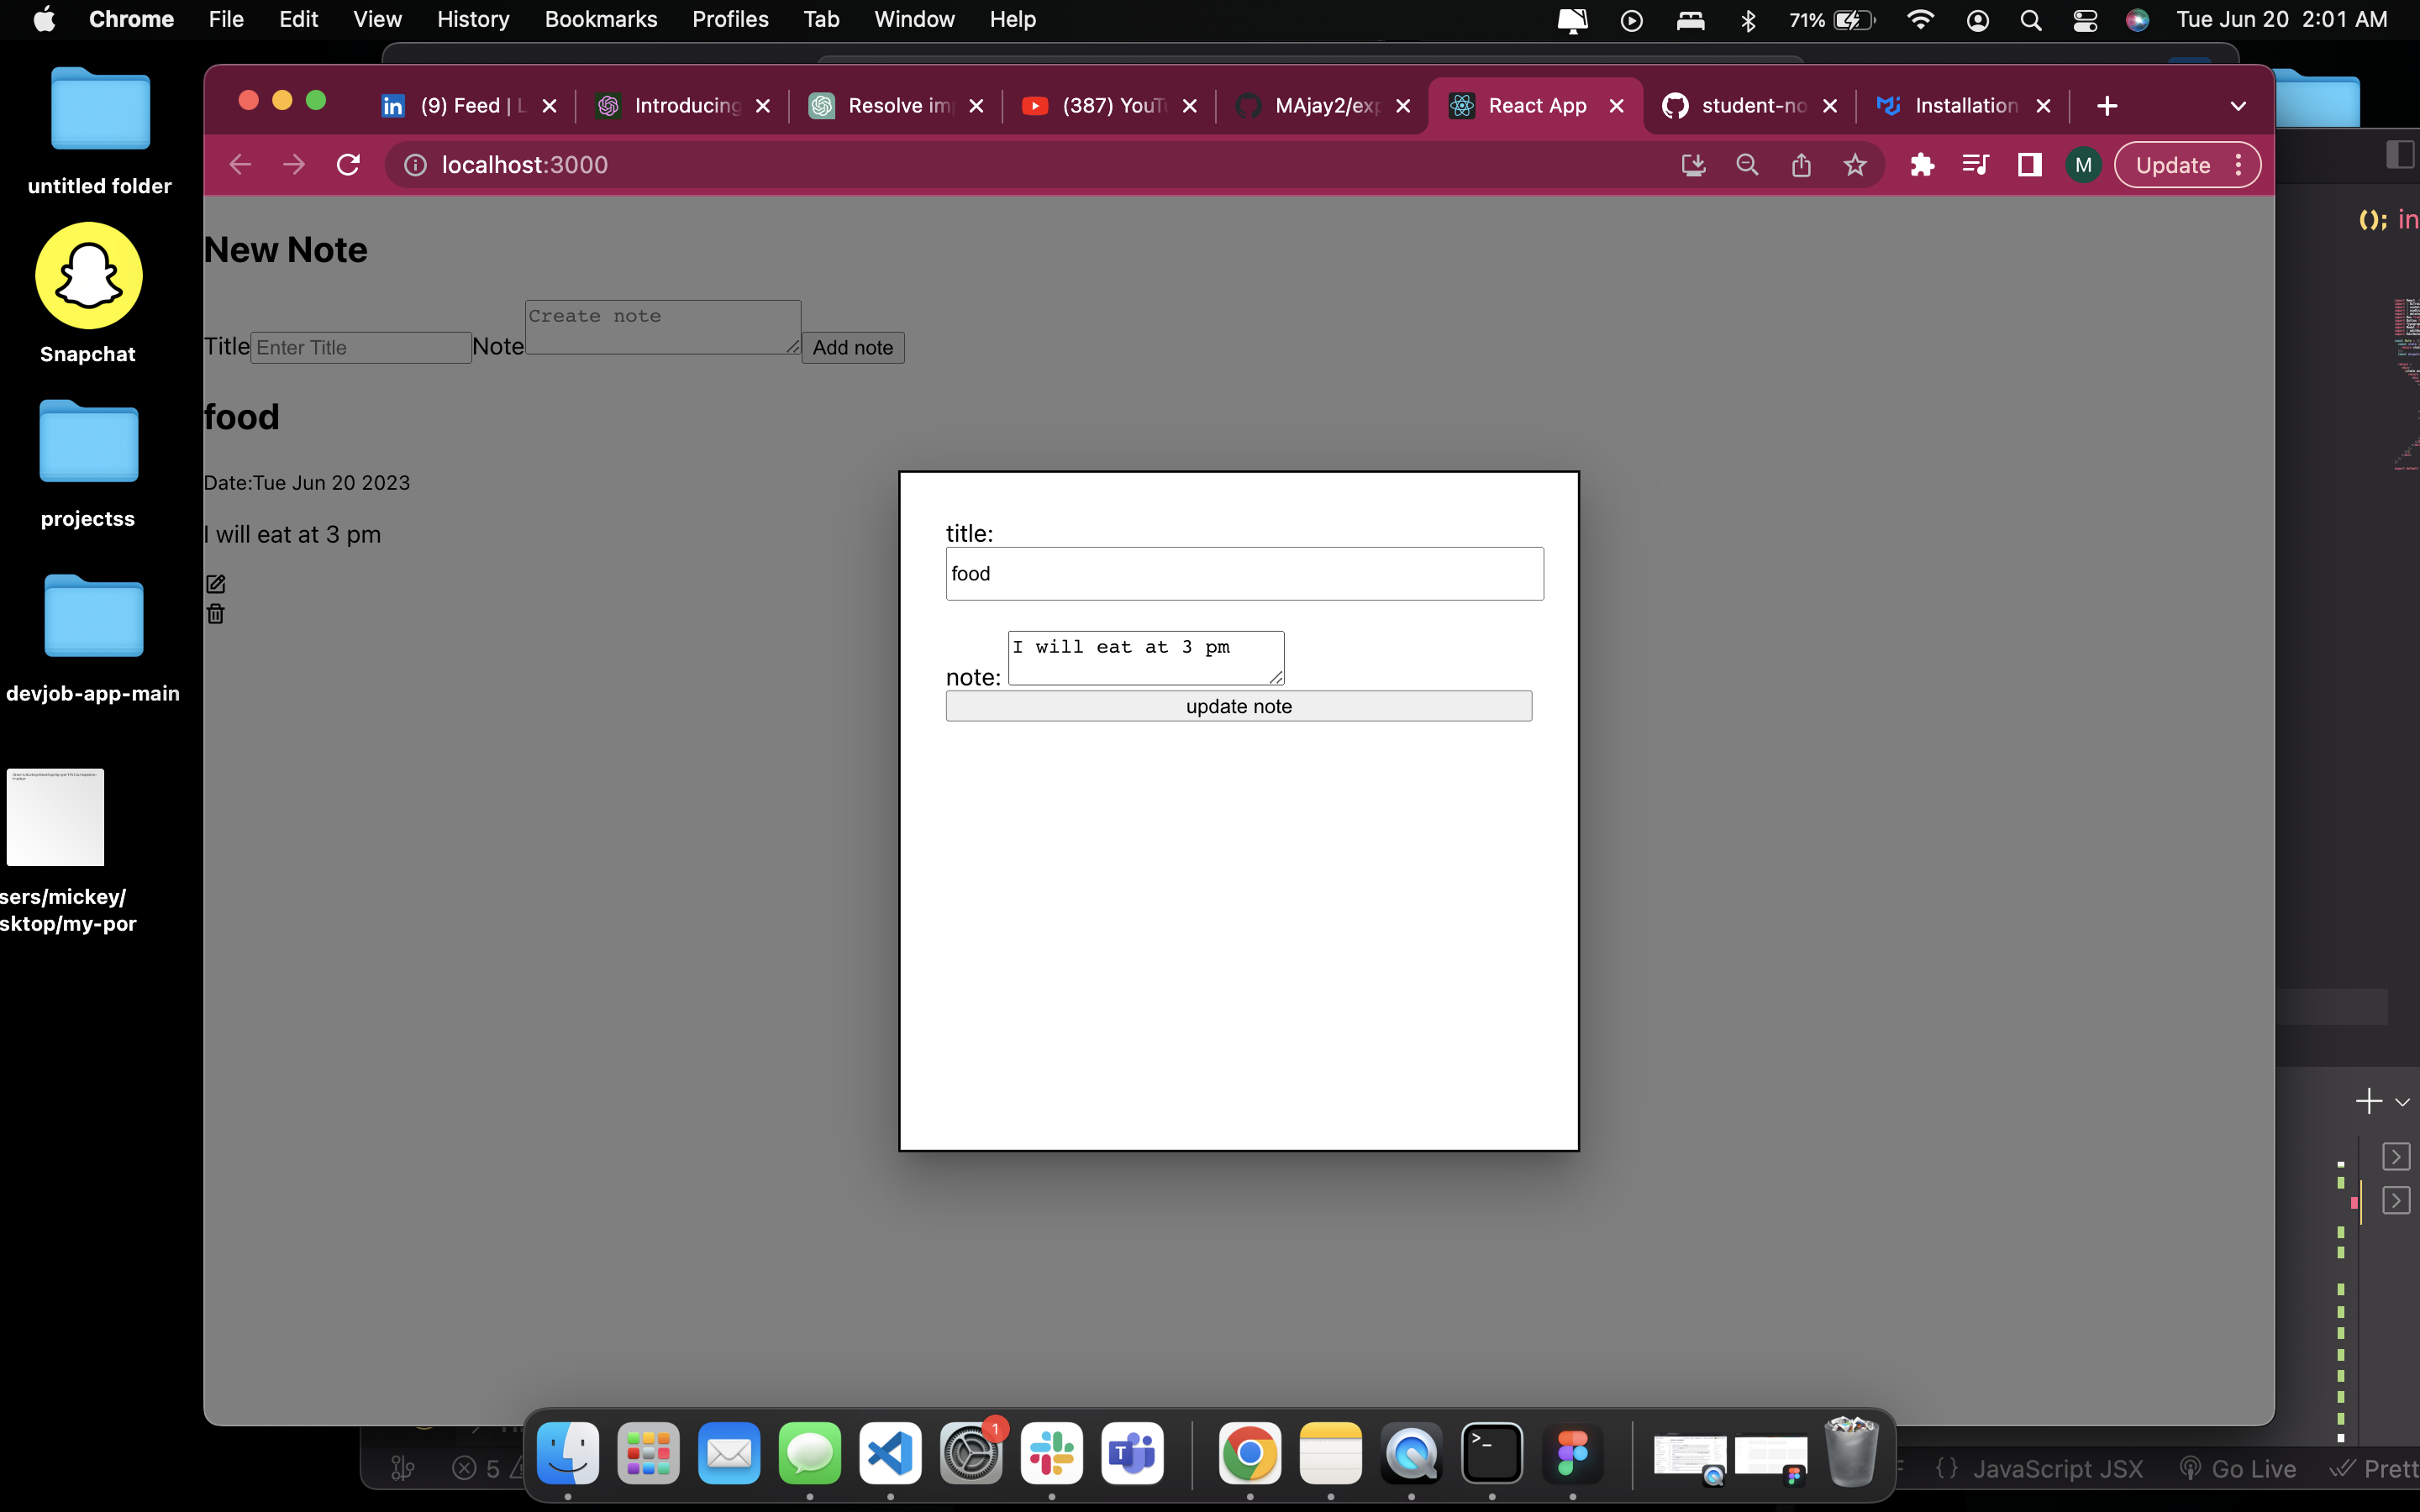 Chrome File Edit View History Bookmarks Profiles Tab Window Help 71% Tue Jun 20 2:01 AM
(9) Feed | L Introducing Resolve im (387) YouT MAjay2/exp React App student-no Installation
localhost:3000 M Update
untitled folder
Snapchat
projectss
devjob-app-main
sers/mickey/
sktop/my-por
New Note
Title Enter Title Note Create note Add note
food
Date:Tue Jun 20 2023
I will eat at 3 pm
title:
food
note: I will eat at 3 pm
update note
(); in
1
5
{} JavaScript JSX Go Live Prett